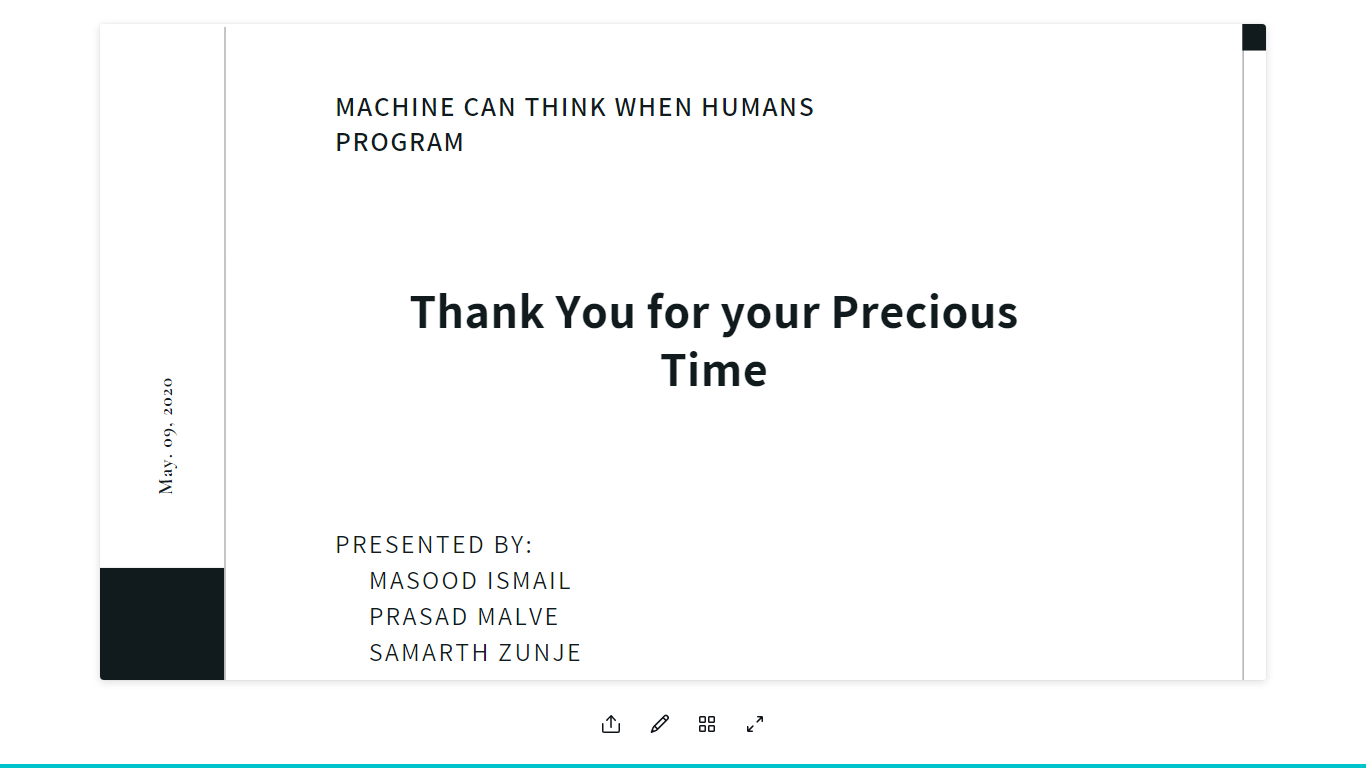 MACHINE CAN THINK WHEN HUMANS
PROGRAM
Thank You for your Precious
Time
May. 09, 2020
PRESENTED BY:
MASOOD ISMAIL
PRASAD MALVE
SAMARTH ZUNJE